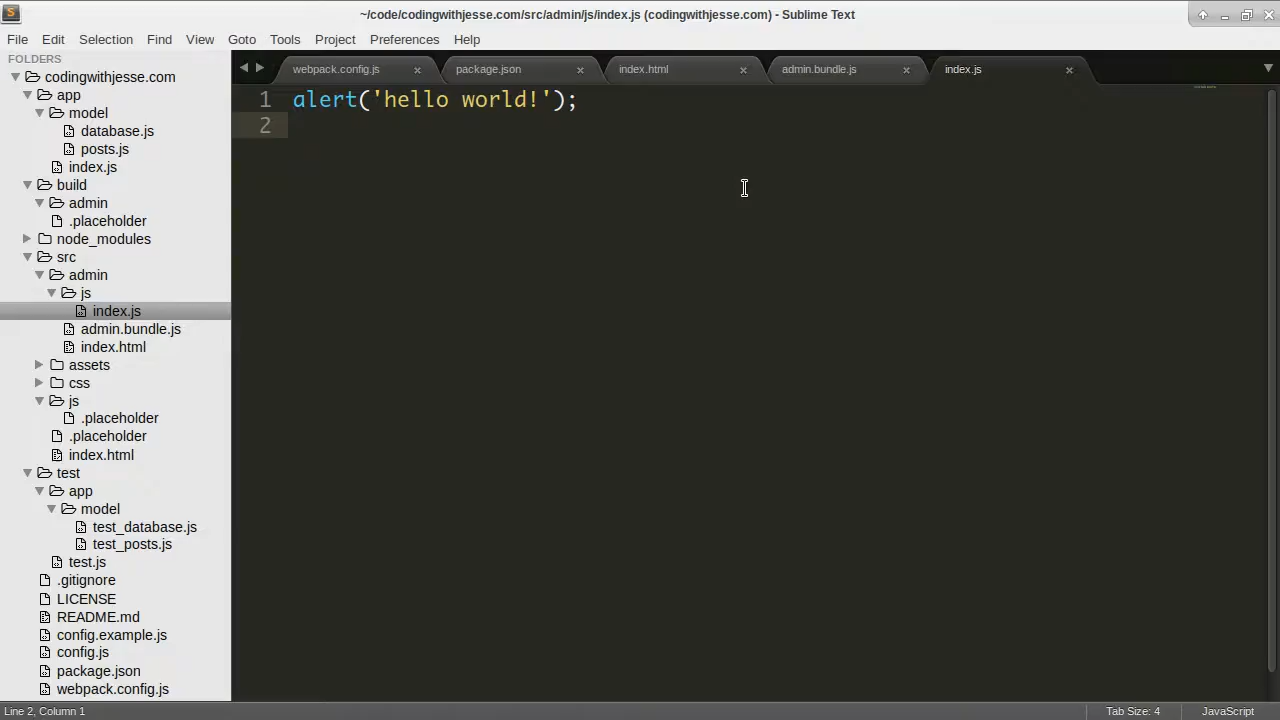 ~/code/codingwithjesse.com/src/admin/js/index.js (codingwithjesse.com) - Sublime Text
File Edit Selection Find View Goto Tools Project Preferences Help
FOLDERS
codingwithjesse.com
app
model
database.js
posts.js
index.js
build
admin
.placeholder
node_modules
src
admin
js
index.js
admin.bundle.js
index.html
assets
css
js
.placeholder
.placeholder
index.html
test
app
model
test_database.js
test_posts.js
test.js
.gitignore
LICENSE
README.md
config.example.js
config.js
package.json
webpack.config.js
webpack.config.js package.json index.html admin.bundle.js index.js
1 alert('hello world!');
2
Line 2, Column 1 Tab Size: 4 JavaScript